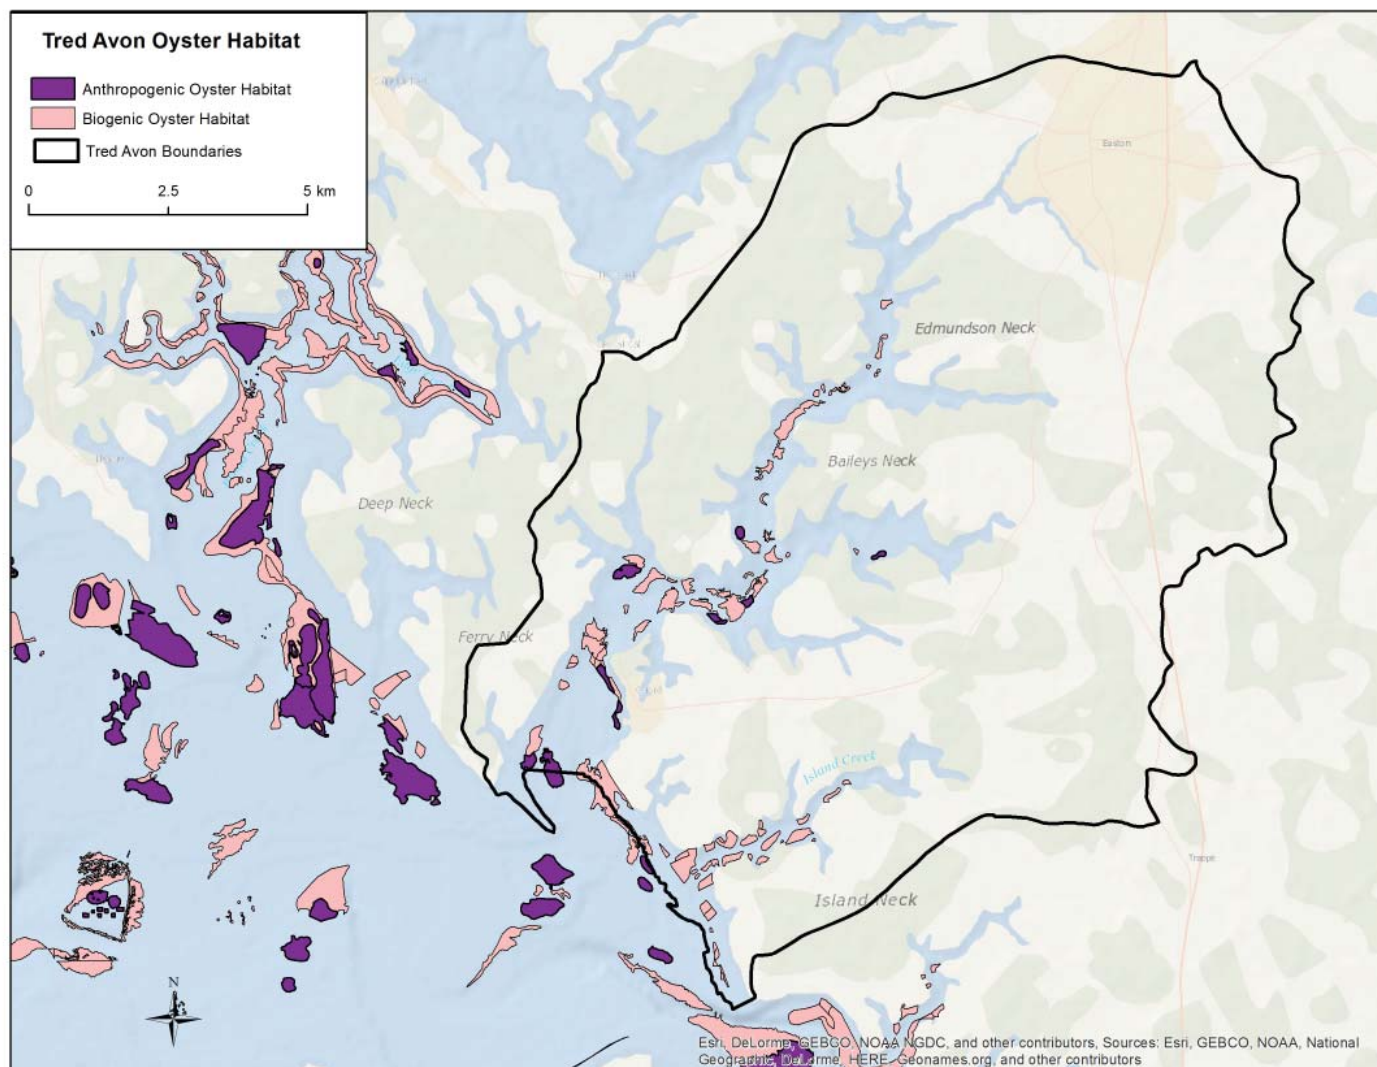 Tred Avon Oyster Habitat
Anthropogenic Oyster Habitat
Biogenic Oyster Habitat
Tred Avon Boundaries
0 2.5 5 km
Easton
Edmundson Neck
Baileys Neck
Deep Neck
Ferry Neck
Island Creek
Trappe
Island Neck
N
Esri, DeLorme, GEBCO, NOAA NGDC, and other contributors, Sources: Esri, GEBCO, NOAA, National
Geographic, DeLorme, HERE, Geonames.org, and other contributors